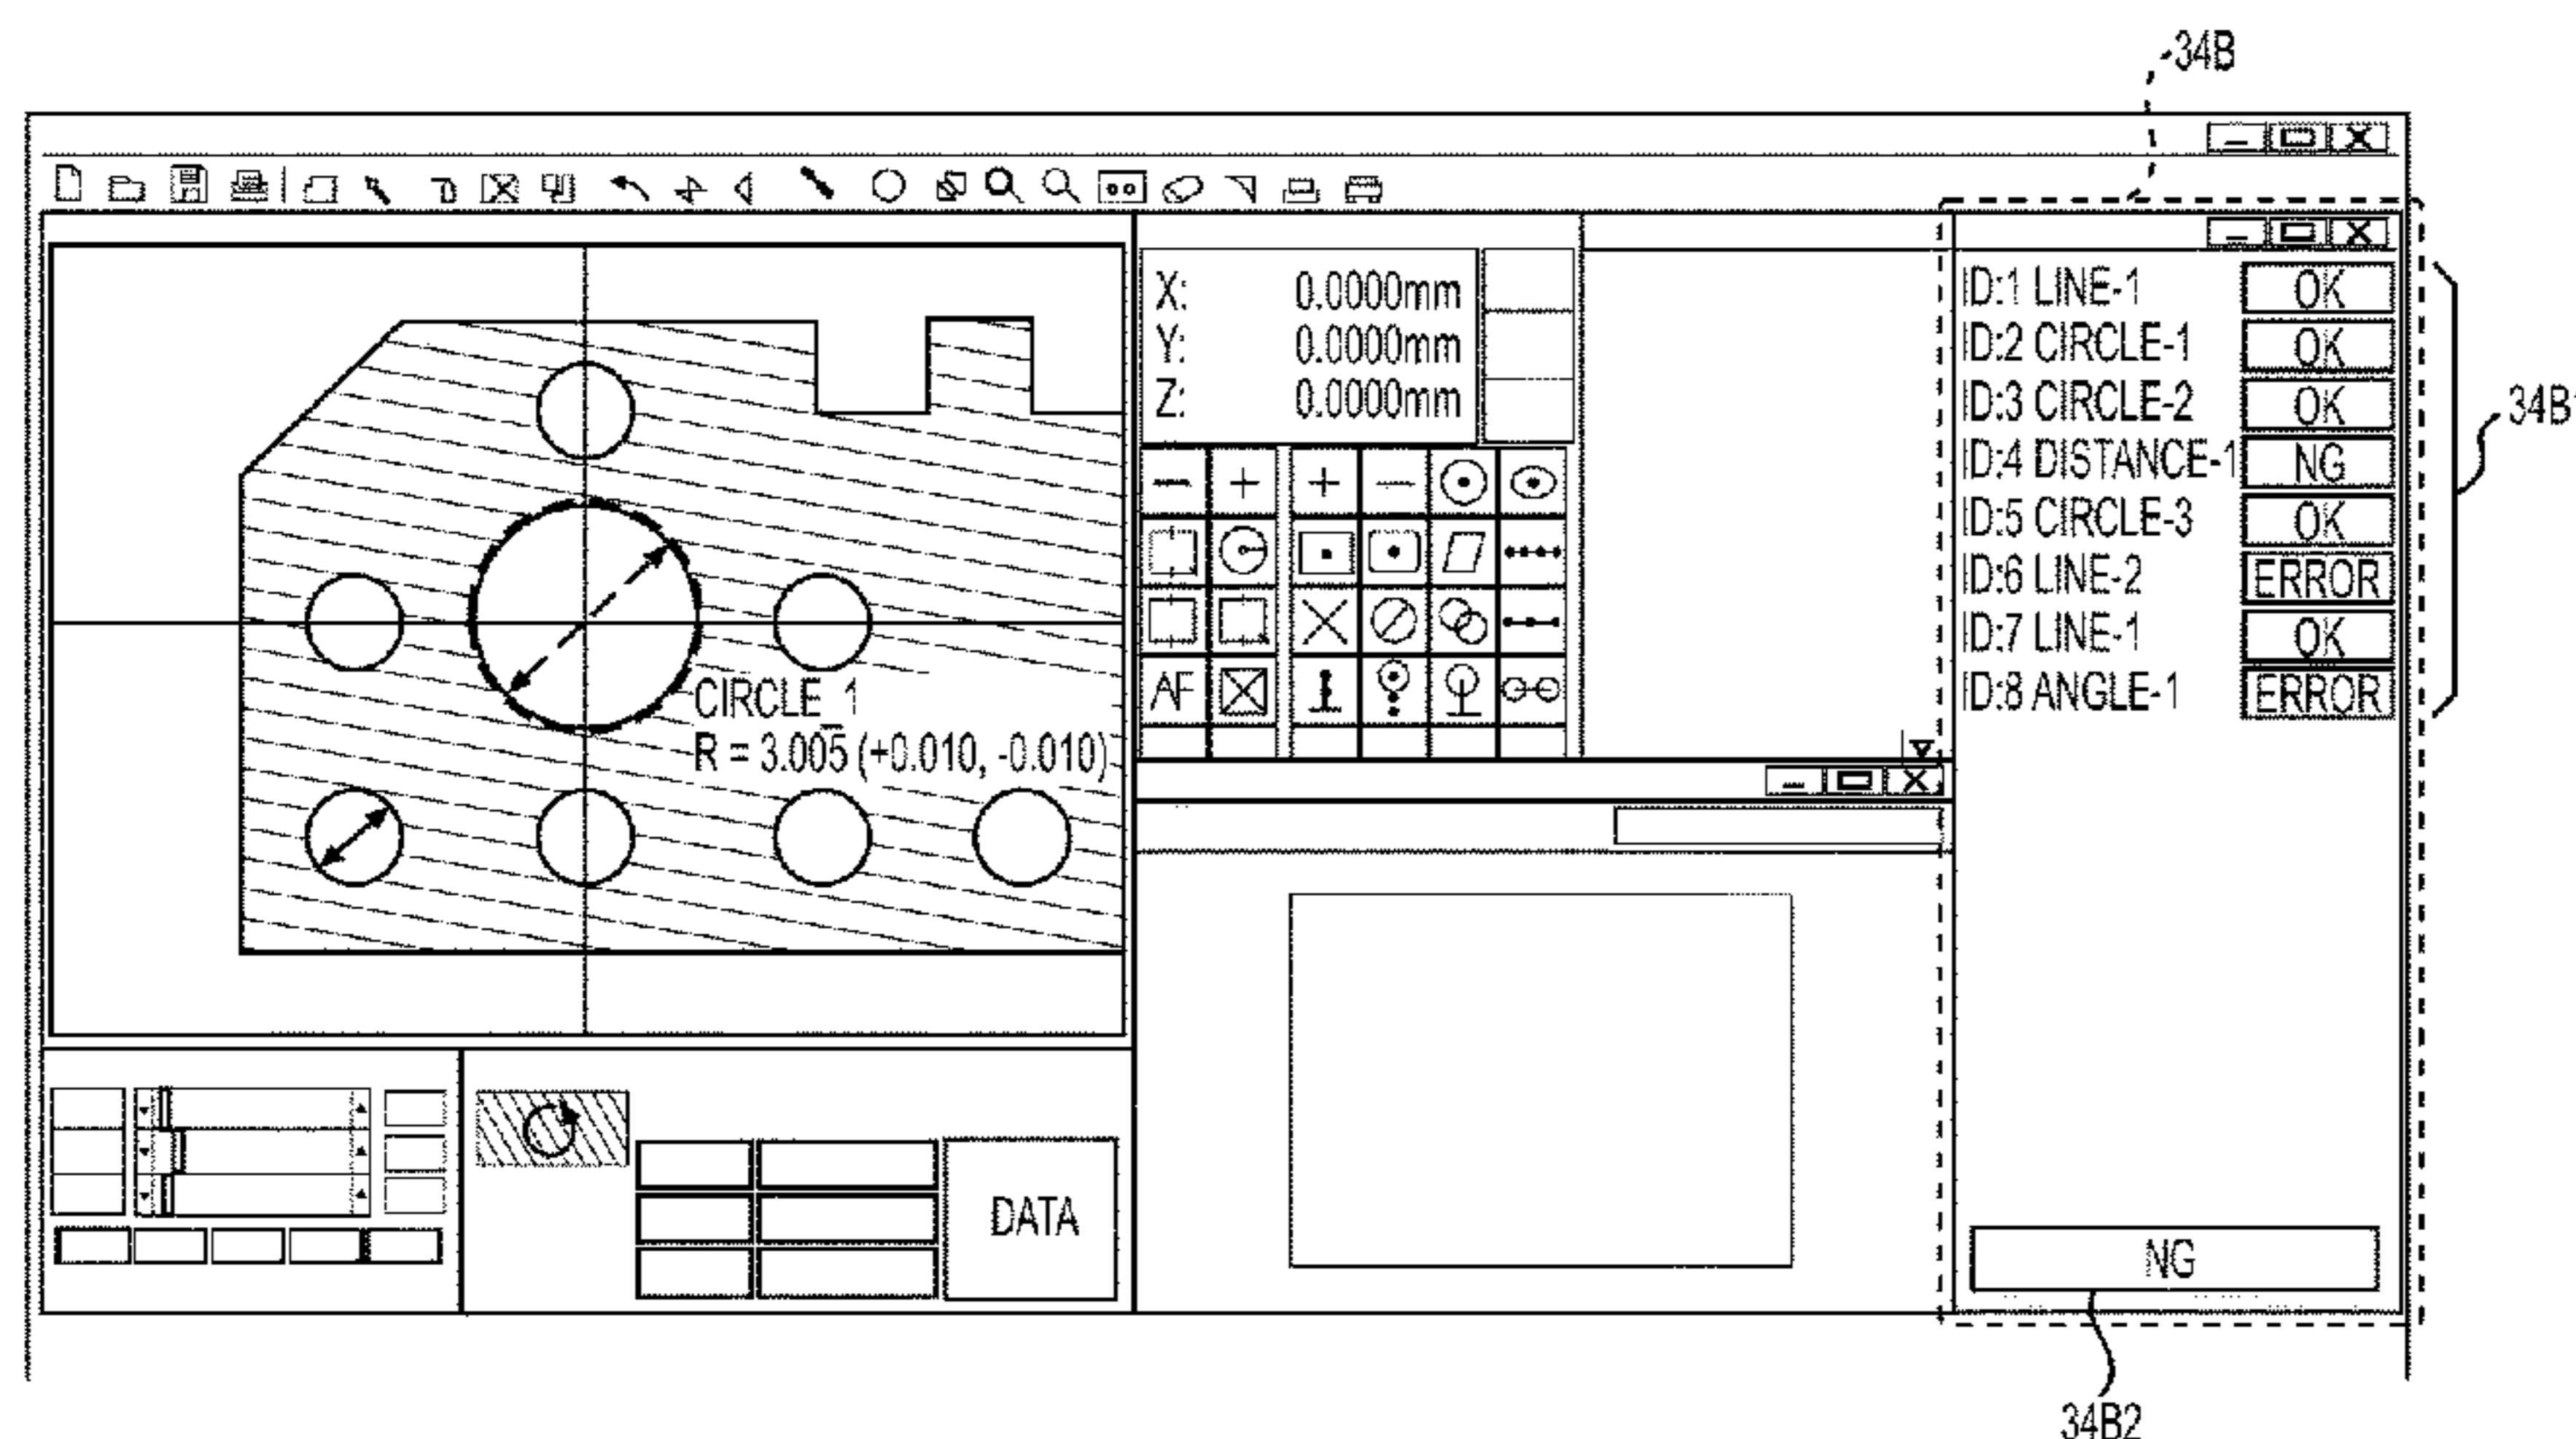 34B
X: 0.0000mm
Y: 0.0000mm
Z: 0.0000mm
AF
CIRCLE_1
R = 3.005 (+0.010, -0.010)
DATA
ID:1 LINE-1 OK
ID:2 CIRCLE-1 OK
ID:3 CIRCLE-2 OK
ID:4 DISTANCE-1 NG
ID:5 CIRCLE-3 OK
ID:6 LINE-2 ERROR
ID:7 LINE-1 OK
ID:8 ANGLE-1 ERROR
34B1
NG
34B2